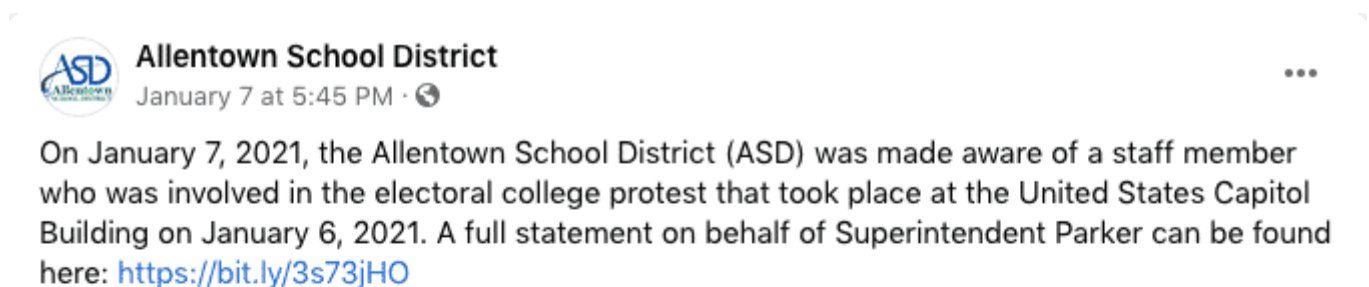 ASD
Allentown
SCHOOL DISTRICT
Allentown School District
January 7 at 5:45 PM ·
On January 7, 2021, the Allentown School District (ASD) was made aware of a staff member
who was involved in the electoral college protest that took place at the United States Capitol
Building on January 6, 2021. A full statement on behalf of Superintendent Parker can be found
here: https://bit.ly/3s73jHO